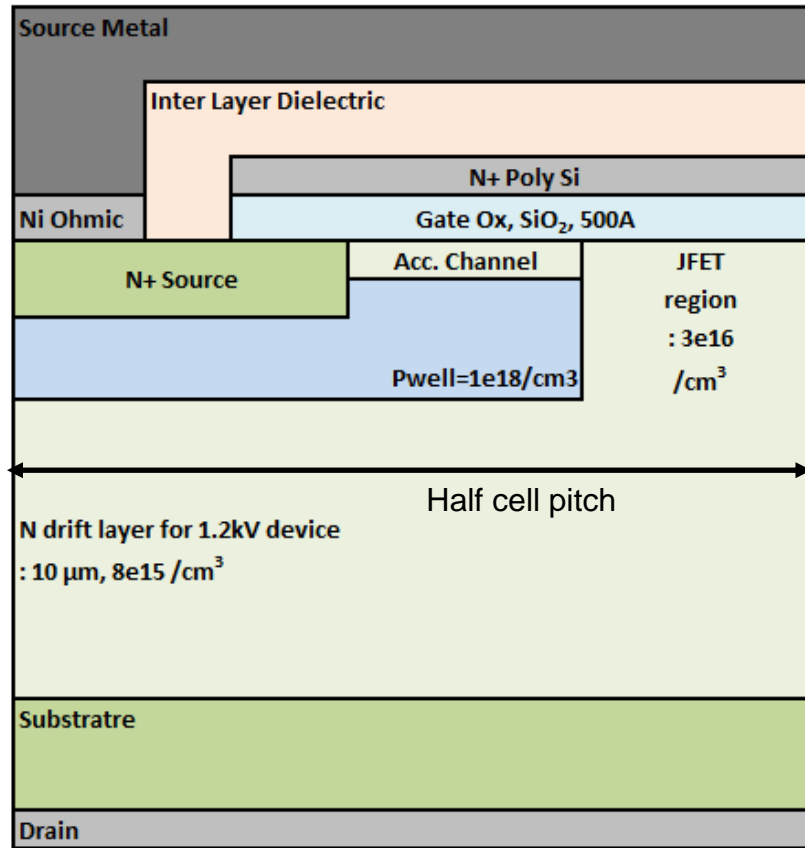 Source Metal
Inter Layer Dielectric
N+ Poly Si
Ni Ohmic
Gate Ox, SiO₂, 500A
N+ Source
Acc. Channel
JFET
region
: 3e16
/cm³
Pwell=1e18/cm3
Half cell pitch
N drift layer for 1.2kV device
: 10 μm, 8e15 /cm³
Substratre
Drain